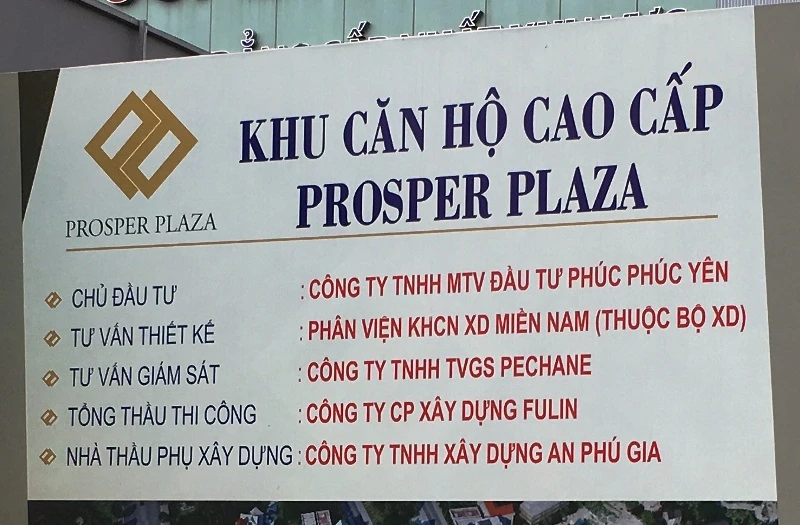 KHU CĂN HỘ CAO CẤP
PROSPER PLAZA
PROSPER PLAZA
CHỦ ĐẦU TƯ : CÔNG TY TNHH MTV ĐẦU TƯ PHÚC PHÚC YÊN
TƯ VẤN THIẾT KẾ : PHÂN VIỆN KHCN XD MIỀN NAM (THUỘC BỘ XD)
TƯ VẤN GIÁM SÁT : CÔNG TY TNHH TVGS PECHANE
TỔNG THẦU THI CÔNG : CÔNG TY CP XÂY DỰNG FULIN
NHÀ THẦU PHỤ XÂY DỰNG : CÔNG TY TNHH XÂY DỰNG AN PHÚ GIA